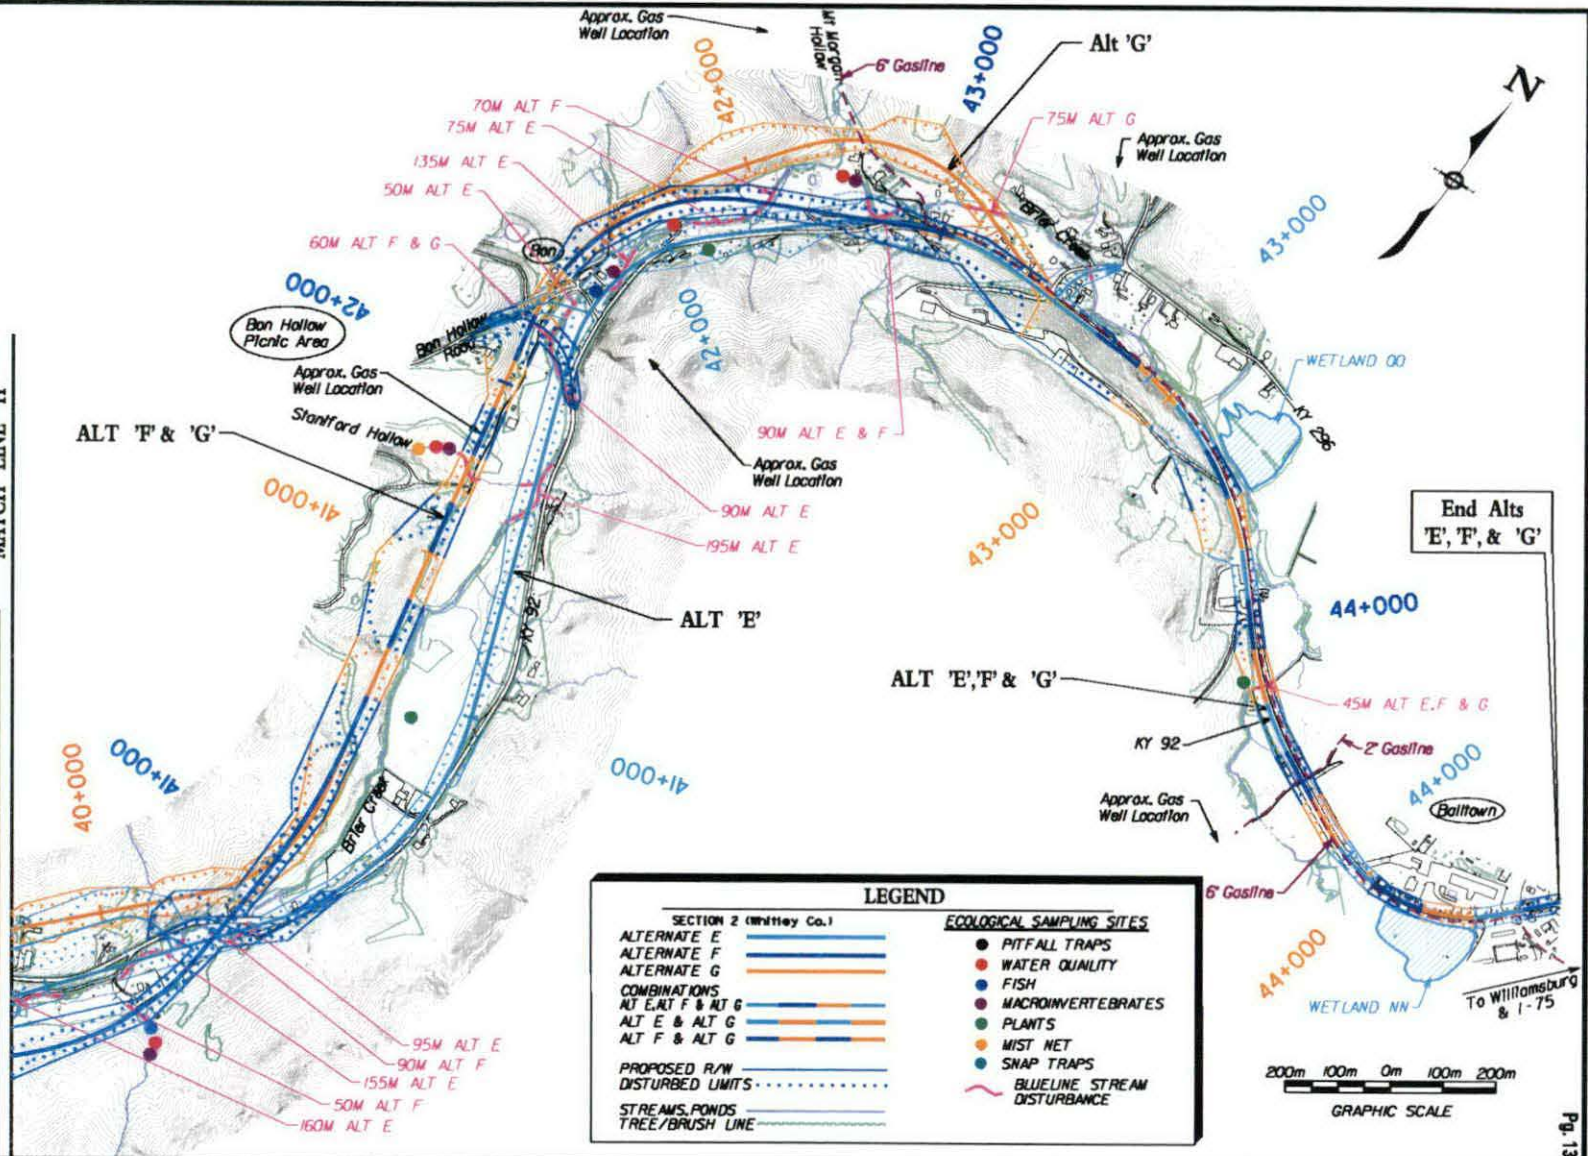 Approx. Gas
Well Location
42+000
Mt Morgan
Hollow
6" Gasline
43+000
Alt 'G'
N
70M ALT F
75M ALT E
135M ALT E
50M ALT E
60M ALT F & G
75M ALT G
Approx. Gas
Well Location
Brier Creek
43+000
Bon
42+000
Bon Hollow
Picnic Area
Bon Hollow
Road
42+000
Approx. Gas
Well Location
Stantford Hollow
ALT 'F' & 'G'
41+000
90M ALT E & F
Approx. Gas
Well Location
90M ALT E
195M ALT E
WETLAND QQ
KY 296
43+000
End Alts
'E', 'F', & 'G'
44+000
KY 92
ALT 'E'
ALT 'E','F' & 'G'
45M ALT E,F & G
KY 92
2" Gasline
44+000
Balltown
Approx. Gas
Well Location
6" Gasline
40+000
41+000
41+000
Brier Creek
44+000
WETLAND NN
To Williamsburg
& I-75
95M ALT E
90M ALT F
155M ALT E
50M ALT F
160M ALT E
LEGEND
SECTION 2 (Whitley Co.)
ALTERNATE E
ALTERNATE F
ALTERNATE G
COMBINATIONS
ALT E,ALT F & ALT G
ALT E & ALT G
ALT F & ALT G
PROPOSED R/W
DISTURBED LIMITS
STREAMS,PONDS
TREE/BRUSH LINE
ECOLOGICAL SAMPLING SITES
PITFALL TRAPS
WATER QUALITY
FISH
MACROINVERTEBRATES
PLANTS
MIST NET
SNAP TRAPS
BLUELINE STREAM
DISTURBANCE
200m 100m 0m 100m 200m
GRAPHIC SCALE
Pg. 13